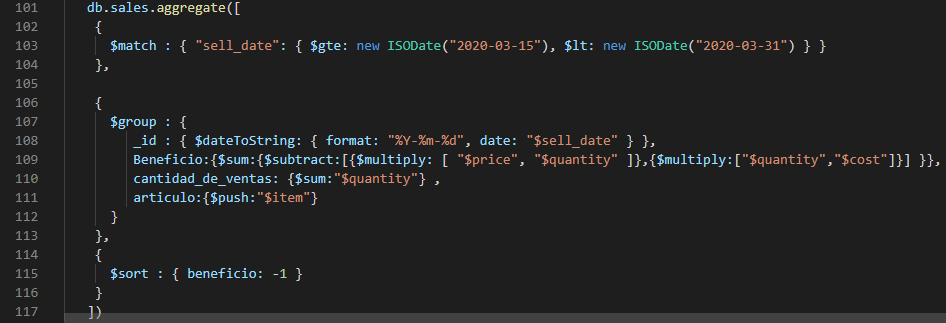 101 db.sales.aggregate([
102 {
103 $match : { "sell_date": { $gte: new ISODate("2020-03-15"), $lt: new ISODate("2020-03-31") } }
104 },
105
106 {
107 $group : {
108 _id : { $dateToString: { format: "%Y-%m-%d", date: "$sell_date" } },
109 Beneficio:{$sum:{$subtract:[{$multiply: [ "$price", "$quantity" ]},{$multiply:["$quantity","$cost"]}] }},
110 cantidad_de_ventas: {$sum:"$quantity"} ,
111 articulo:{$push:"$item"}
112 }
113 },
114 {
115 $sort : { beneficio: -1 }
116 }
117 ])